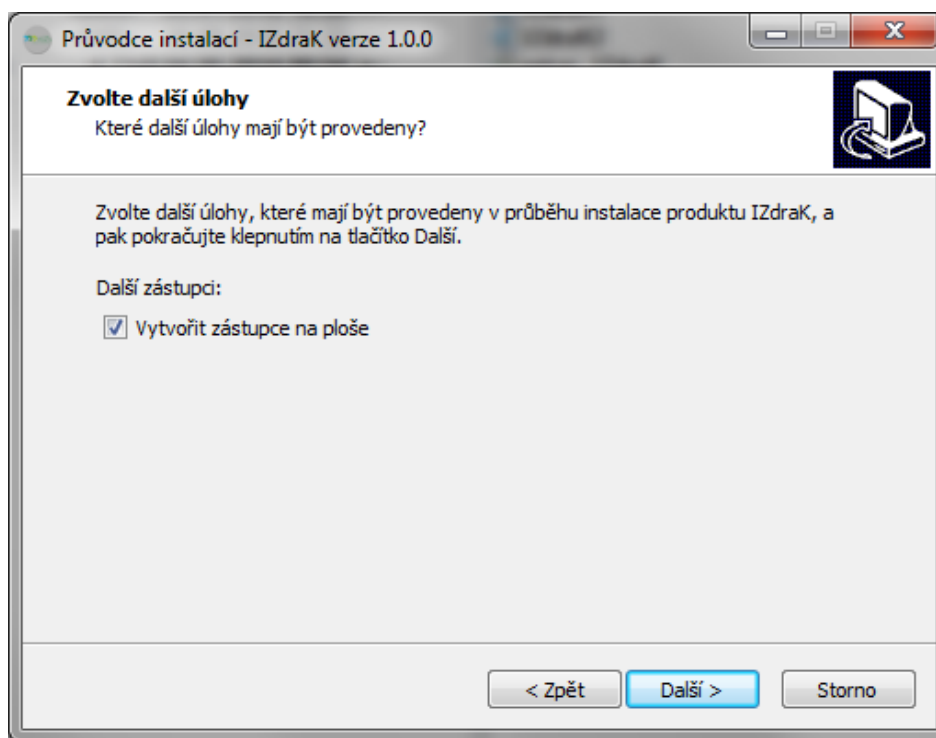 Průvodce instalací - IZdraK verze 1.0.0
Zvolte další úlohy
Které další úlohy mají být provedeny?
Zvolte další úlohy, které mají být provedeny v průběhu instalace produktu IZdraK, a
pak pokračujte klepnutím na tlačítko Další.
Další zástupci:
Vytvořit zástupce na ploše
< Zpět
Další >
Storno